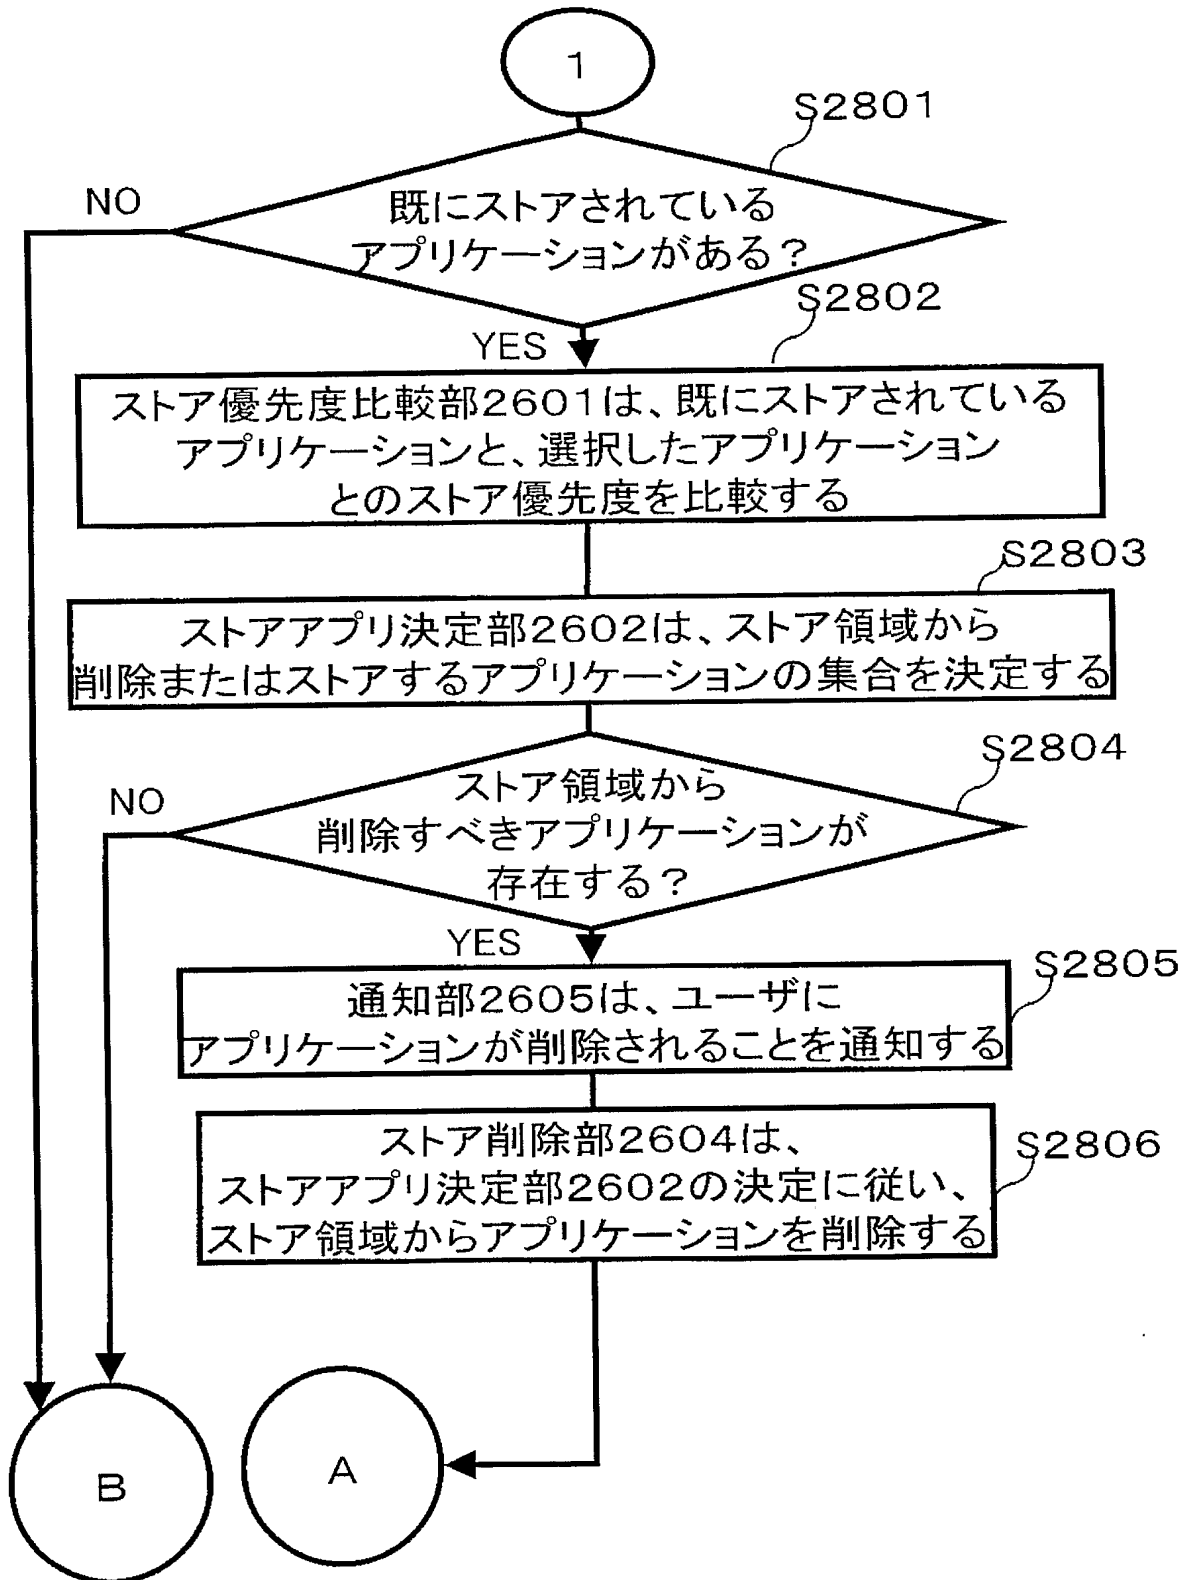 1
S2801
NO
既にストアされている
アプリケーションがある？
S2802
YES
ストア優先度比較部2601は、既にストアされている
アプリケーションと、選択したアプリケーション
とのストア優先度を比較する
S2803
ストアアプリ決定部2602は、ストア領域から
削除またはストアするアプリケーションの集合を決定する
S2804
NO
ストア領域から
削除すべきアプリケーションが
存在する？
YES
S2805
通知部2605は、ユーザに
アプリケーションが削除されることを通知する
S2806
ストア削除部2604は、
ストアアプリ決定部2602の決定に従い、
ストア領域からアプリケーションを削除する
B
A